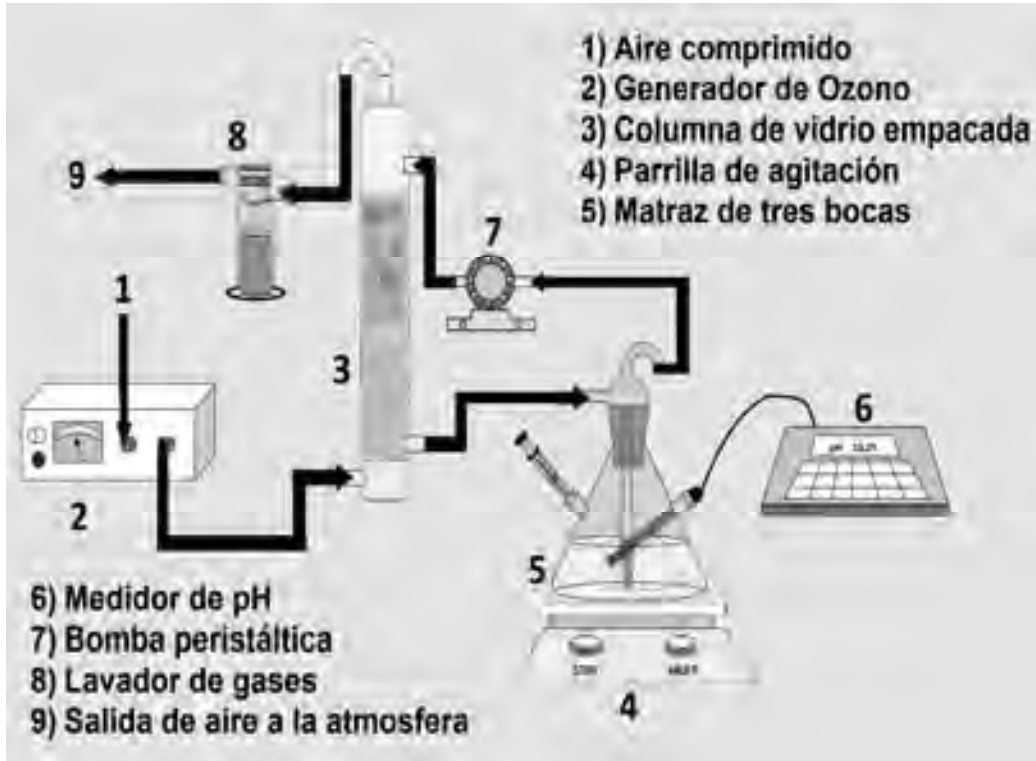 1) Aire comprimido
2) Generador de Ozono
3) Columna de vidrio empacada
4) Parrilla de agitación
5) Matraz de tres bocas
8
9
7
1
3
6
pH
2
5
6) Medidor de pH
7) Bomba peristáltica
8) Lavador de gases
9) Salida de aire a la atmosfera
4